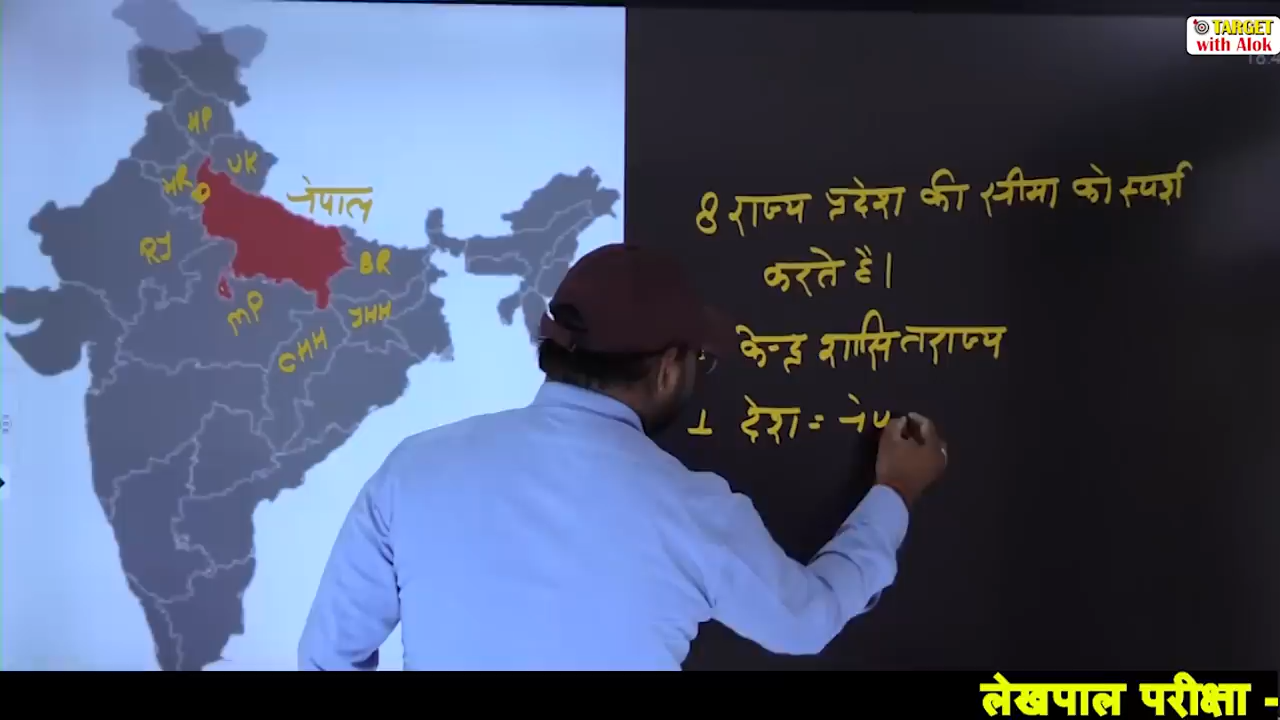 TARGET
with Alok
HP
UK
HR
नेपाल
D
RJ
BR
MP
JHH
CHH
8 राज्य प्रदेश की सीमा को स्पर्श
करते है।
केन्द्र शासित राज्य
1 देश = नेप
लेखपाल परीक्षा -